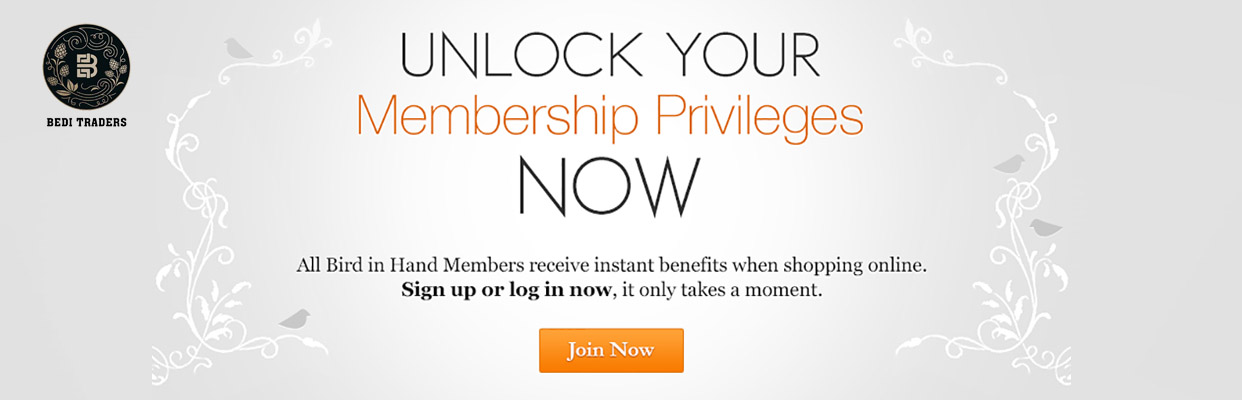 BEDI TRADERS
UNLOCK YOUR
Membership Privileges
NOW
All Bird in Hand Members receive instant benefits when shopping online.
Sign up or log in now, it only takes a moment.
Join Now